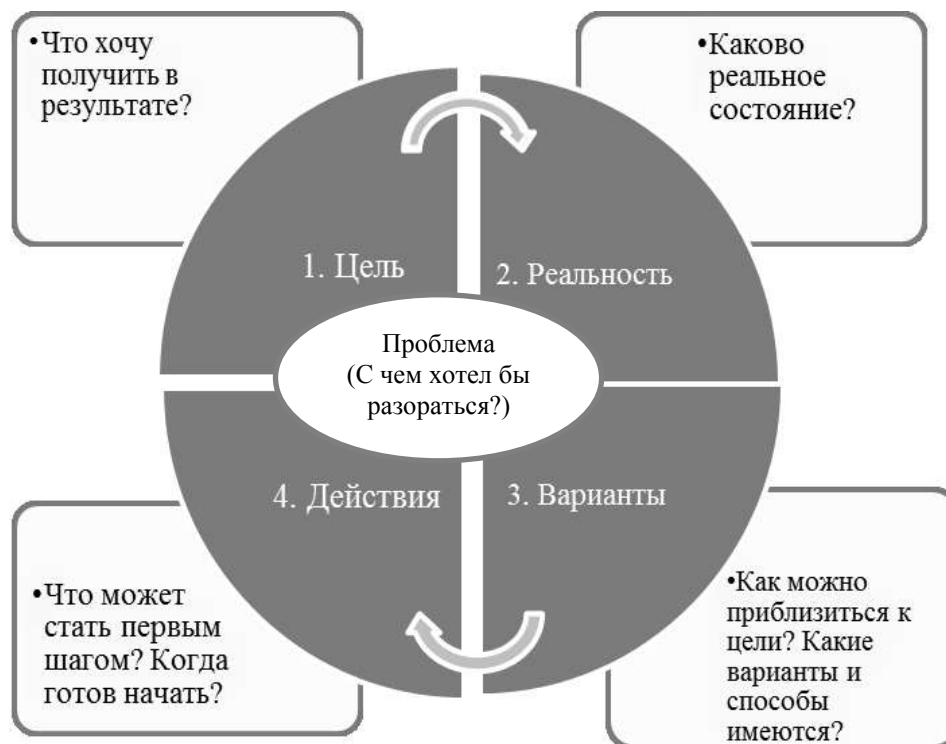 •Что хочу
получить в
результате?
•Каково
реальное
состояние?
1. Цель
2. Реальность
Проблема
(С чем хотел бы
разораться?)
4. Действия
3. Варианты
•Что может
стать первым
шагом? Когда
готов начать?
•Как можно
приблизиться к
цели? Какие
варианты и
способы
имеются?